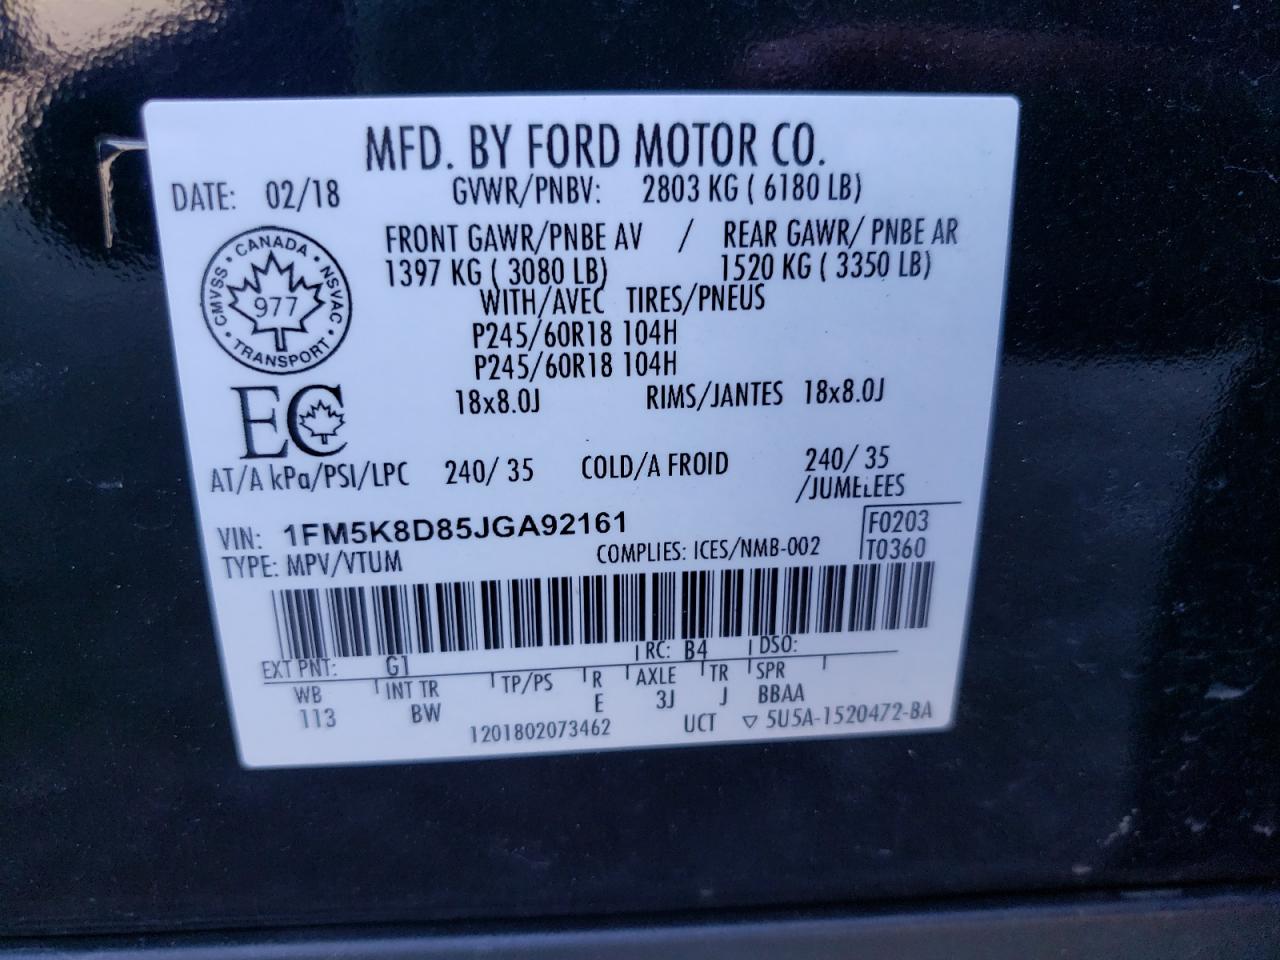 MFD. BY FORD MOTOR CO.
DATE: 02/18 GVWR/PNBV: 2803 KG ( 6180 LB)
FRONT GAWR/PNBE AV / REAR GAWR/ PNBE AR
1397 KG ( 3080 LB) 1520 KG ( 3350 LB)
WITH/AVEC TIRES/PNEUS
P245/60R18 104H
P245/60R18 104H
18x8.0J RIMS/JANTES 18x8.0J
CANADA
CMVSS 977 NSVAC
TRANSPORT
EC
AT/A kPa/PSI/LPC 240/ 35 COLD/A FROID 240/ 35
/JUMELEES
VIN: 1FM5K8D85JGA92161 F0203
TYPE: MPV/VTUM COMPLIES: ICES/NMB-002 T0360
EXT PNT: G1 RC: B4 DSO:
WB INT TR TP/PS R AXLE TR SPR
113 BW E 3J J BBAA
1201802073462 UCT ▽ 5U5A-1520472-BA